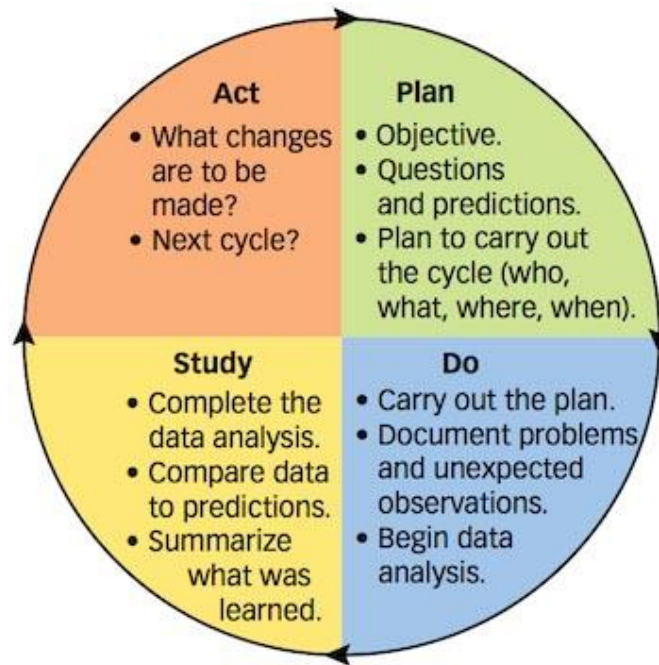 Act
• What changes
are to be
made?
• Next cycle?
Plan
• Objective.
• Questions
and predictions.
• Plan to carry out
the cycle (who,
what, where, when).
Study
• Complete the
data analysis.
• Compare data
to predictions.
• Summarize
what was
learned.
Do
• Carry out the plan.
• Document problems
and unexpected
observations.
• Begin data
analysis.